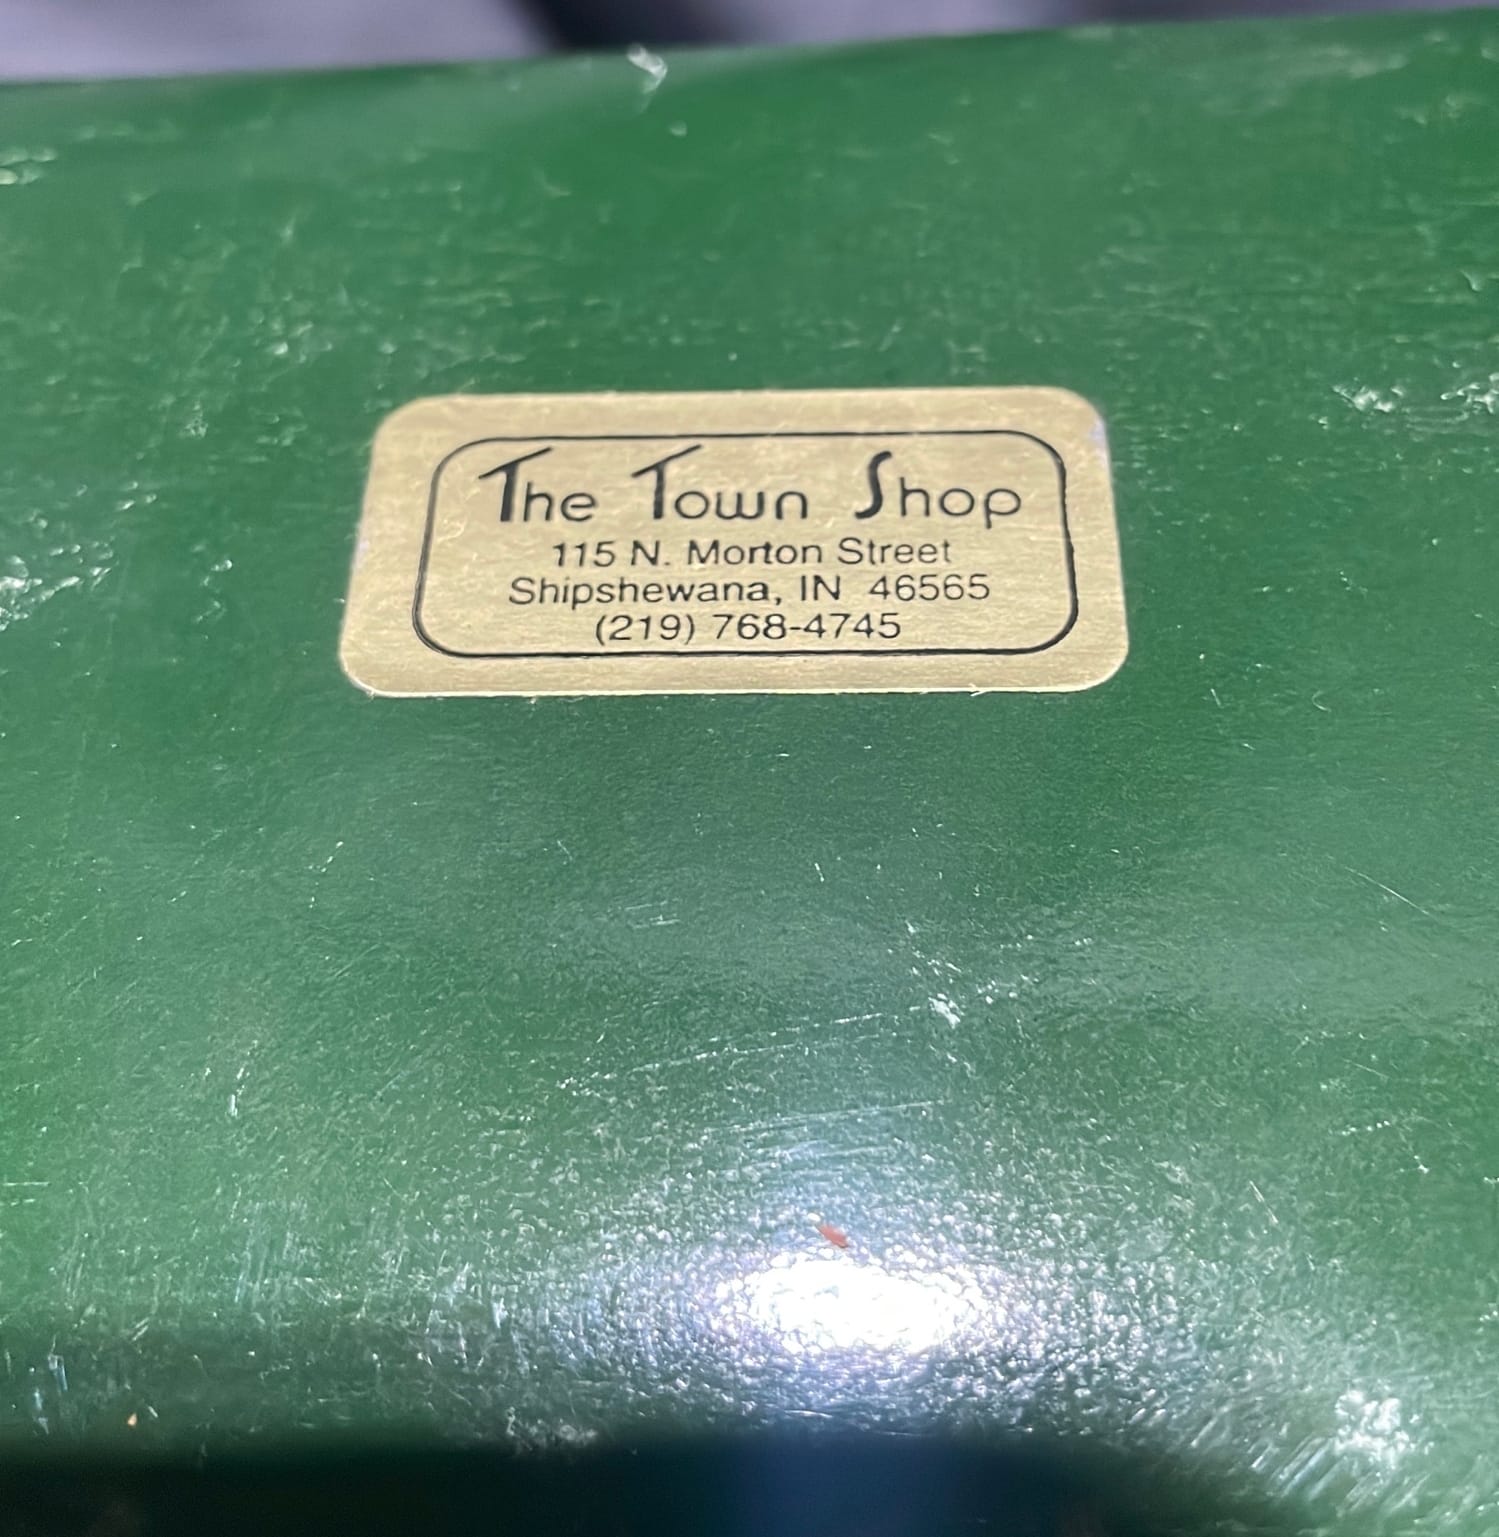 The Town Shop
115 N. Morton Street
Shipshewana, IN 46565
(219) 768-4745